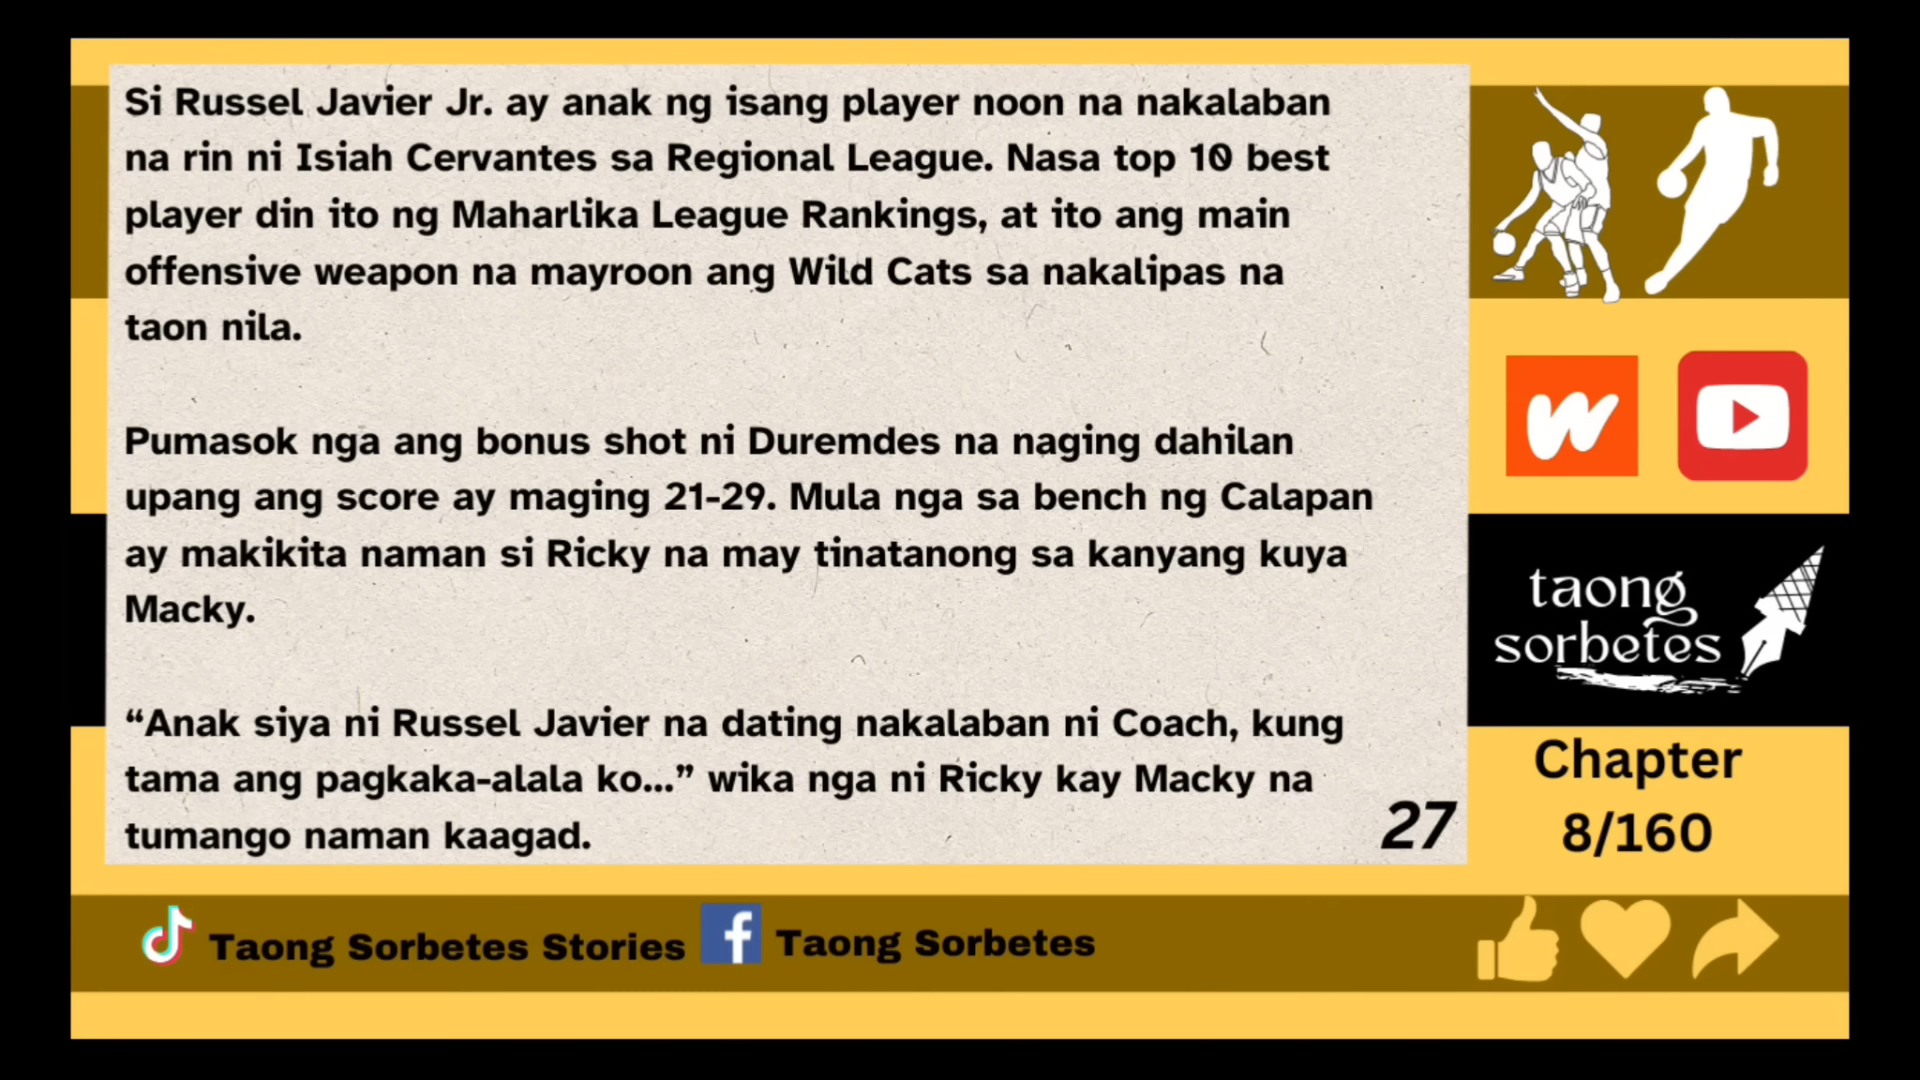 Si Russel Javier Jr. ay anak ng isang player noon na nakalaban
na rin ni Isiah Cervantes sa Regional League. Nasa top 10 best
player din ito ng Maharlika League Rankings, at ito ang main
offensive weapon na mayroon ang Wild Cats sa nakalipas na
taon nila.
Pumasok nga ang bonus shot ni Duremdes na naging dahilan
upang ang score ay maging 21-29. Mula nga sa bench ng Calapan
ay makikita naman si Ricky na may tinatanong sa kanyang kuya
Macky.
“Anak siya ni Russel Javier na dating nakalaban ni Coach, kung
tama ang pagkaka-alala ko...” wika nga ni Ricky kay Macky na
tumango naman kaagad.
27
taong
sorbetes
Chapter
8/160
Taong Sorbetes Stories
Taong Sorbetes